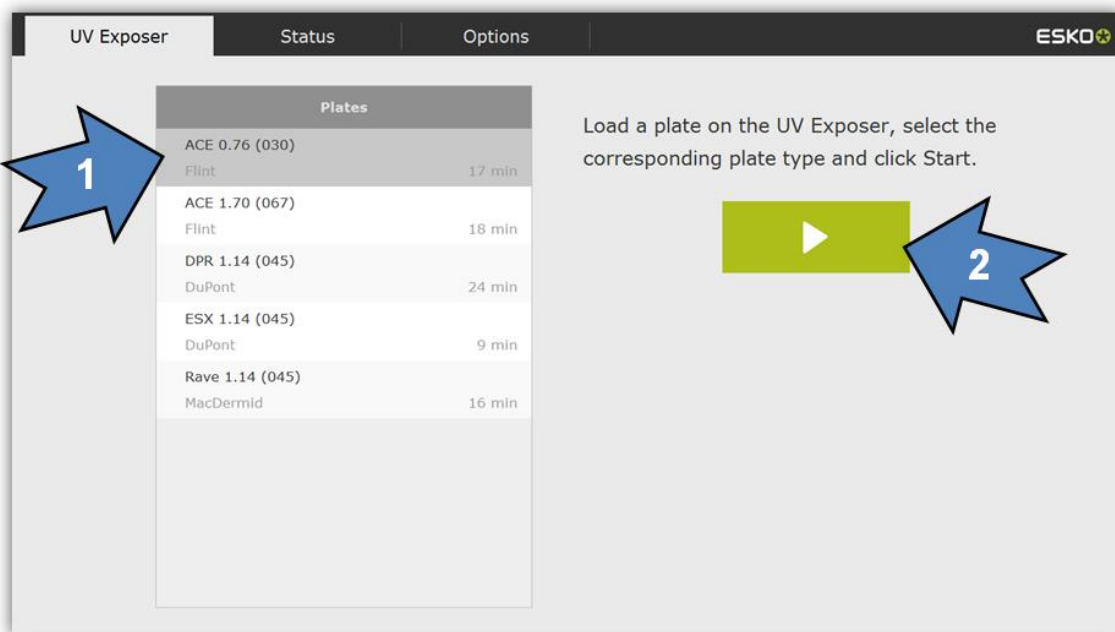 UV Exposer
Status
Options
ESKO
Plates
ACE 0.76 (030)
Flint
17 min
ACE 1.70 (067)
Flint
18 min
DPR 1.14 (045)
DuPont
24 min
ESX 1.14 (045)
DuPont
9 min
Rave 1.14 (045)
MacDermid
16 min
Load a plate on the UV Exposer, select the
corresponding plate type and click Start.
1
2